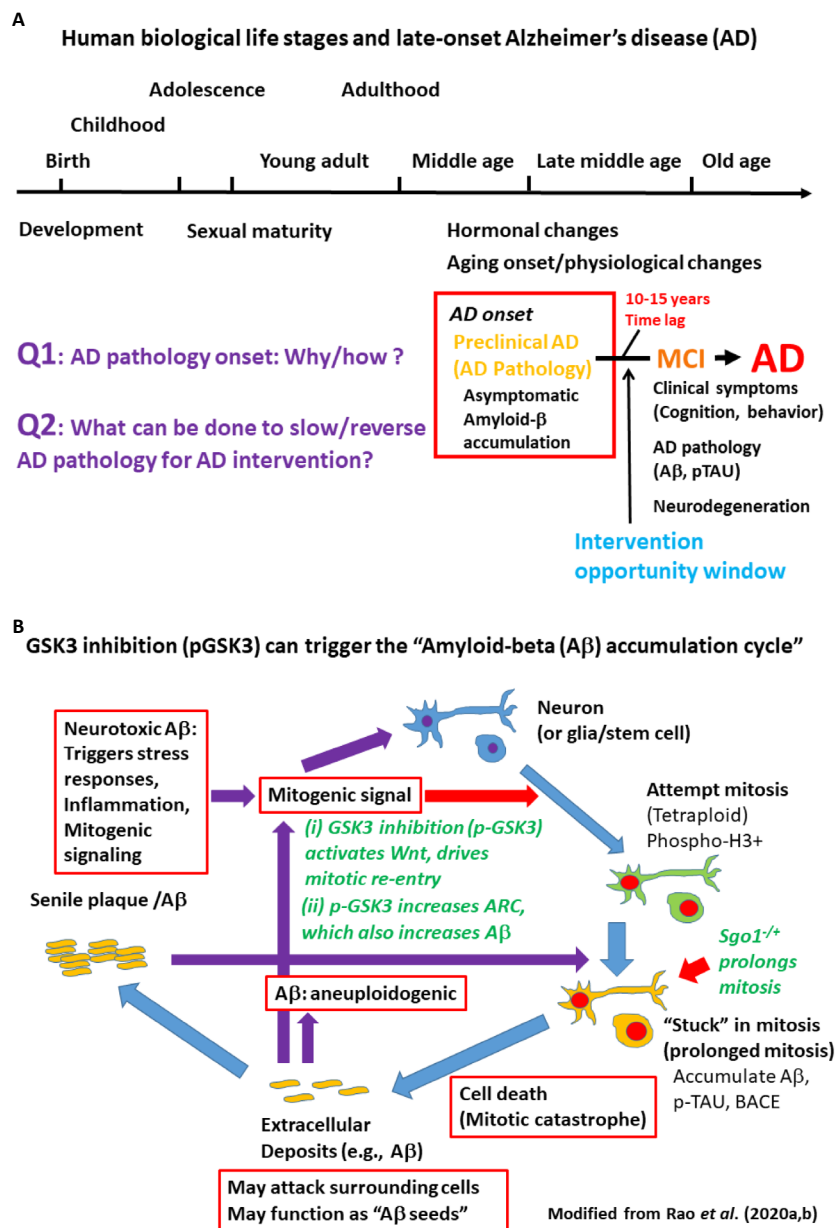 A
Human biological life stages and late-onset Alzheimer's disease (AD)
Adolescence
Adulthood
Childhood
Birth
Young adult
Middle age
Late middle age
Old age
Development
Sexual maturity
Hormonal changes
Aging onset/physiological changes
AD onset
Preclinical AD
(AD Pathology)
Asymptomatic
Amyloid-β
accumulation
10-15 years
Time lag
MCI
AD
Clinical symptoms
(Cognition, behavior)
AD pathology
(Aβ, pTAU)
Neurodegeneration
Q1: AD pathology onset: Why/how ?
Q2: What can be done to slow/reverse
AD pathology for AD intervention?
Intervention
opportunity window
B
GSK3 inhibition (pGSK3) can trigger the “Amyloid-beta (Aβ) accumulation cycle”
Neurotoxic Aβ:
Triggers stress
responses,
Inflammation,
Mitogenic
signaling
Mitogenic signal
Neuron
(or glia/stem cell)
(i) GSK3 inhibition (p-GSK3)
activates Wnt, drives
mitotic re-entry
(ii) p-GSK3 increases ARC,
which also increases Aβ
Attempt mitosis
(Tetraploid)
Phospho-H3+
Senile plaque /Aβ
Sgo1-/+
prolongs
mitosis
Aβ: aneuploidogenic
“Stuck” in mitosis
(prolonged mitosis)
Accumulate Aβ,
p-TAU, BACE
Cell death
(Mitotic catastrophe)
Extracellular
Deposits (e.g., Aβ)
May attack surrounding cells
May function as “Aβ seeds”
Modified from Rao et al. (2020a,b)